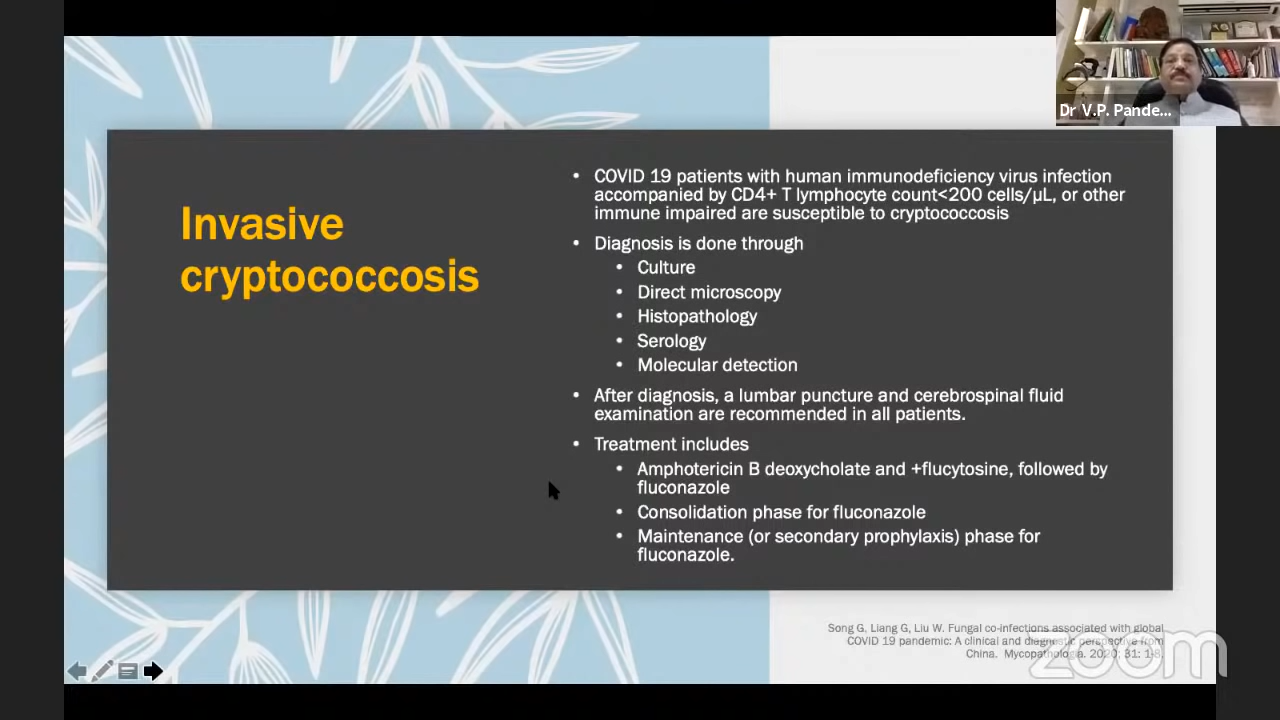 Dr V.P. Pande...
Invasive
cryptococcosis
• COVID 19 patients with human immunodeficiency virus infection
accompanied by CD4+ T lymphocyte count<200 cells/µL, or other
immune impaired are susceptible to cryptococcosis
• Diagnosis is done through
• Culture
• Direct microscopy
• Histopathology
• Serology
• Molecular detection
• After diagnosis, a lumbar puncture and cerebrospinal fluid
examination are recommended in all patients.
• Treatment includes
• Amphotericin B deoxycholate and +flucytosine, followed by
fluconazole
• Consolidation phase for fluconazole
• Maintenance (or secondary prophylaxis) phase for
fluconazole.
Song G, Liang G, Liu W. Fungal co-infections associated with global
COVID 19 pandemic: A clinical and diagnostic perspective from
China. Mycopathologia. 2020; 31: 1-8.
zoom